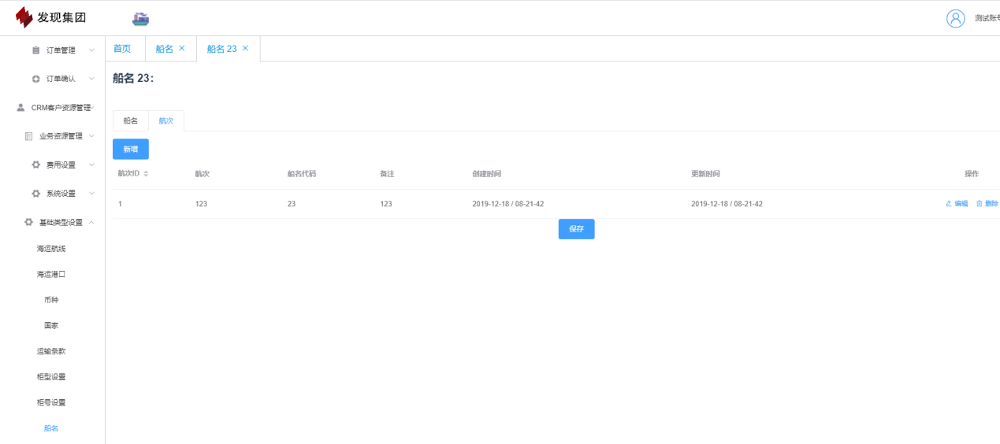 发现集团
测试账号
订单管理
订单确认
CRM客户资源管理
业务资源管理
费用设置
系统设置
基础类型设置
海运航线
海运港口
币种
国家
运输条款
柜型设置
柜号设置
船名
首页 船名 × 船名 23 ×
船名 23：
船名 航次
新增
航次ID 航次 船名代码 备注 创建时间 更新时间 操作
1 123 23 123 2019-12-18 / 08-21-42 2019-12-18 / 08-21-42 编辑 删除
保存